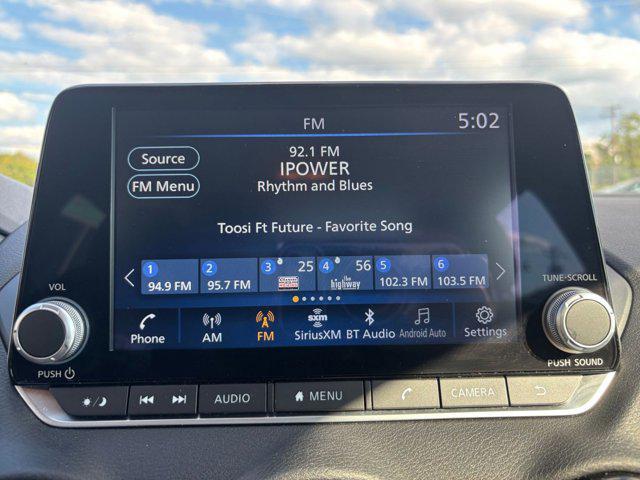 FM 5:02
92.1 FM
Source
IPOWER
FM Menu
Rhythm and Blues
Toosi Ft Future - Favorite Song
1 2 3 25 4 56 5 6
94.9 FM 95.7 FM the highway 102.3 FM 103.5 FM
Phone AM FM sxm SiriusXM BT Audio Android Auto Settings
VOL
PUSH
TUNE·SCROLL
PUSH SOUND
AUDIO MENU CAMERA